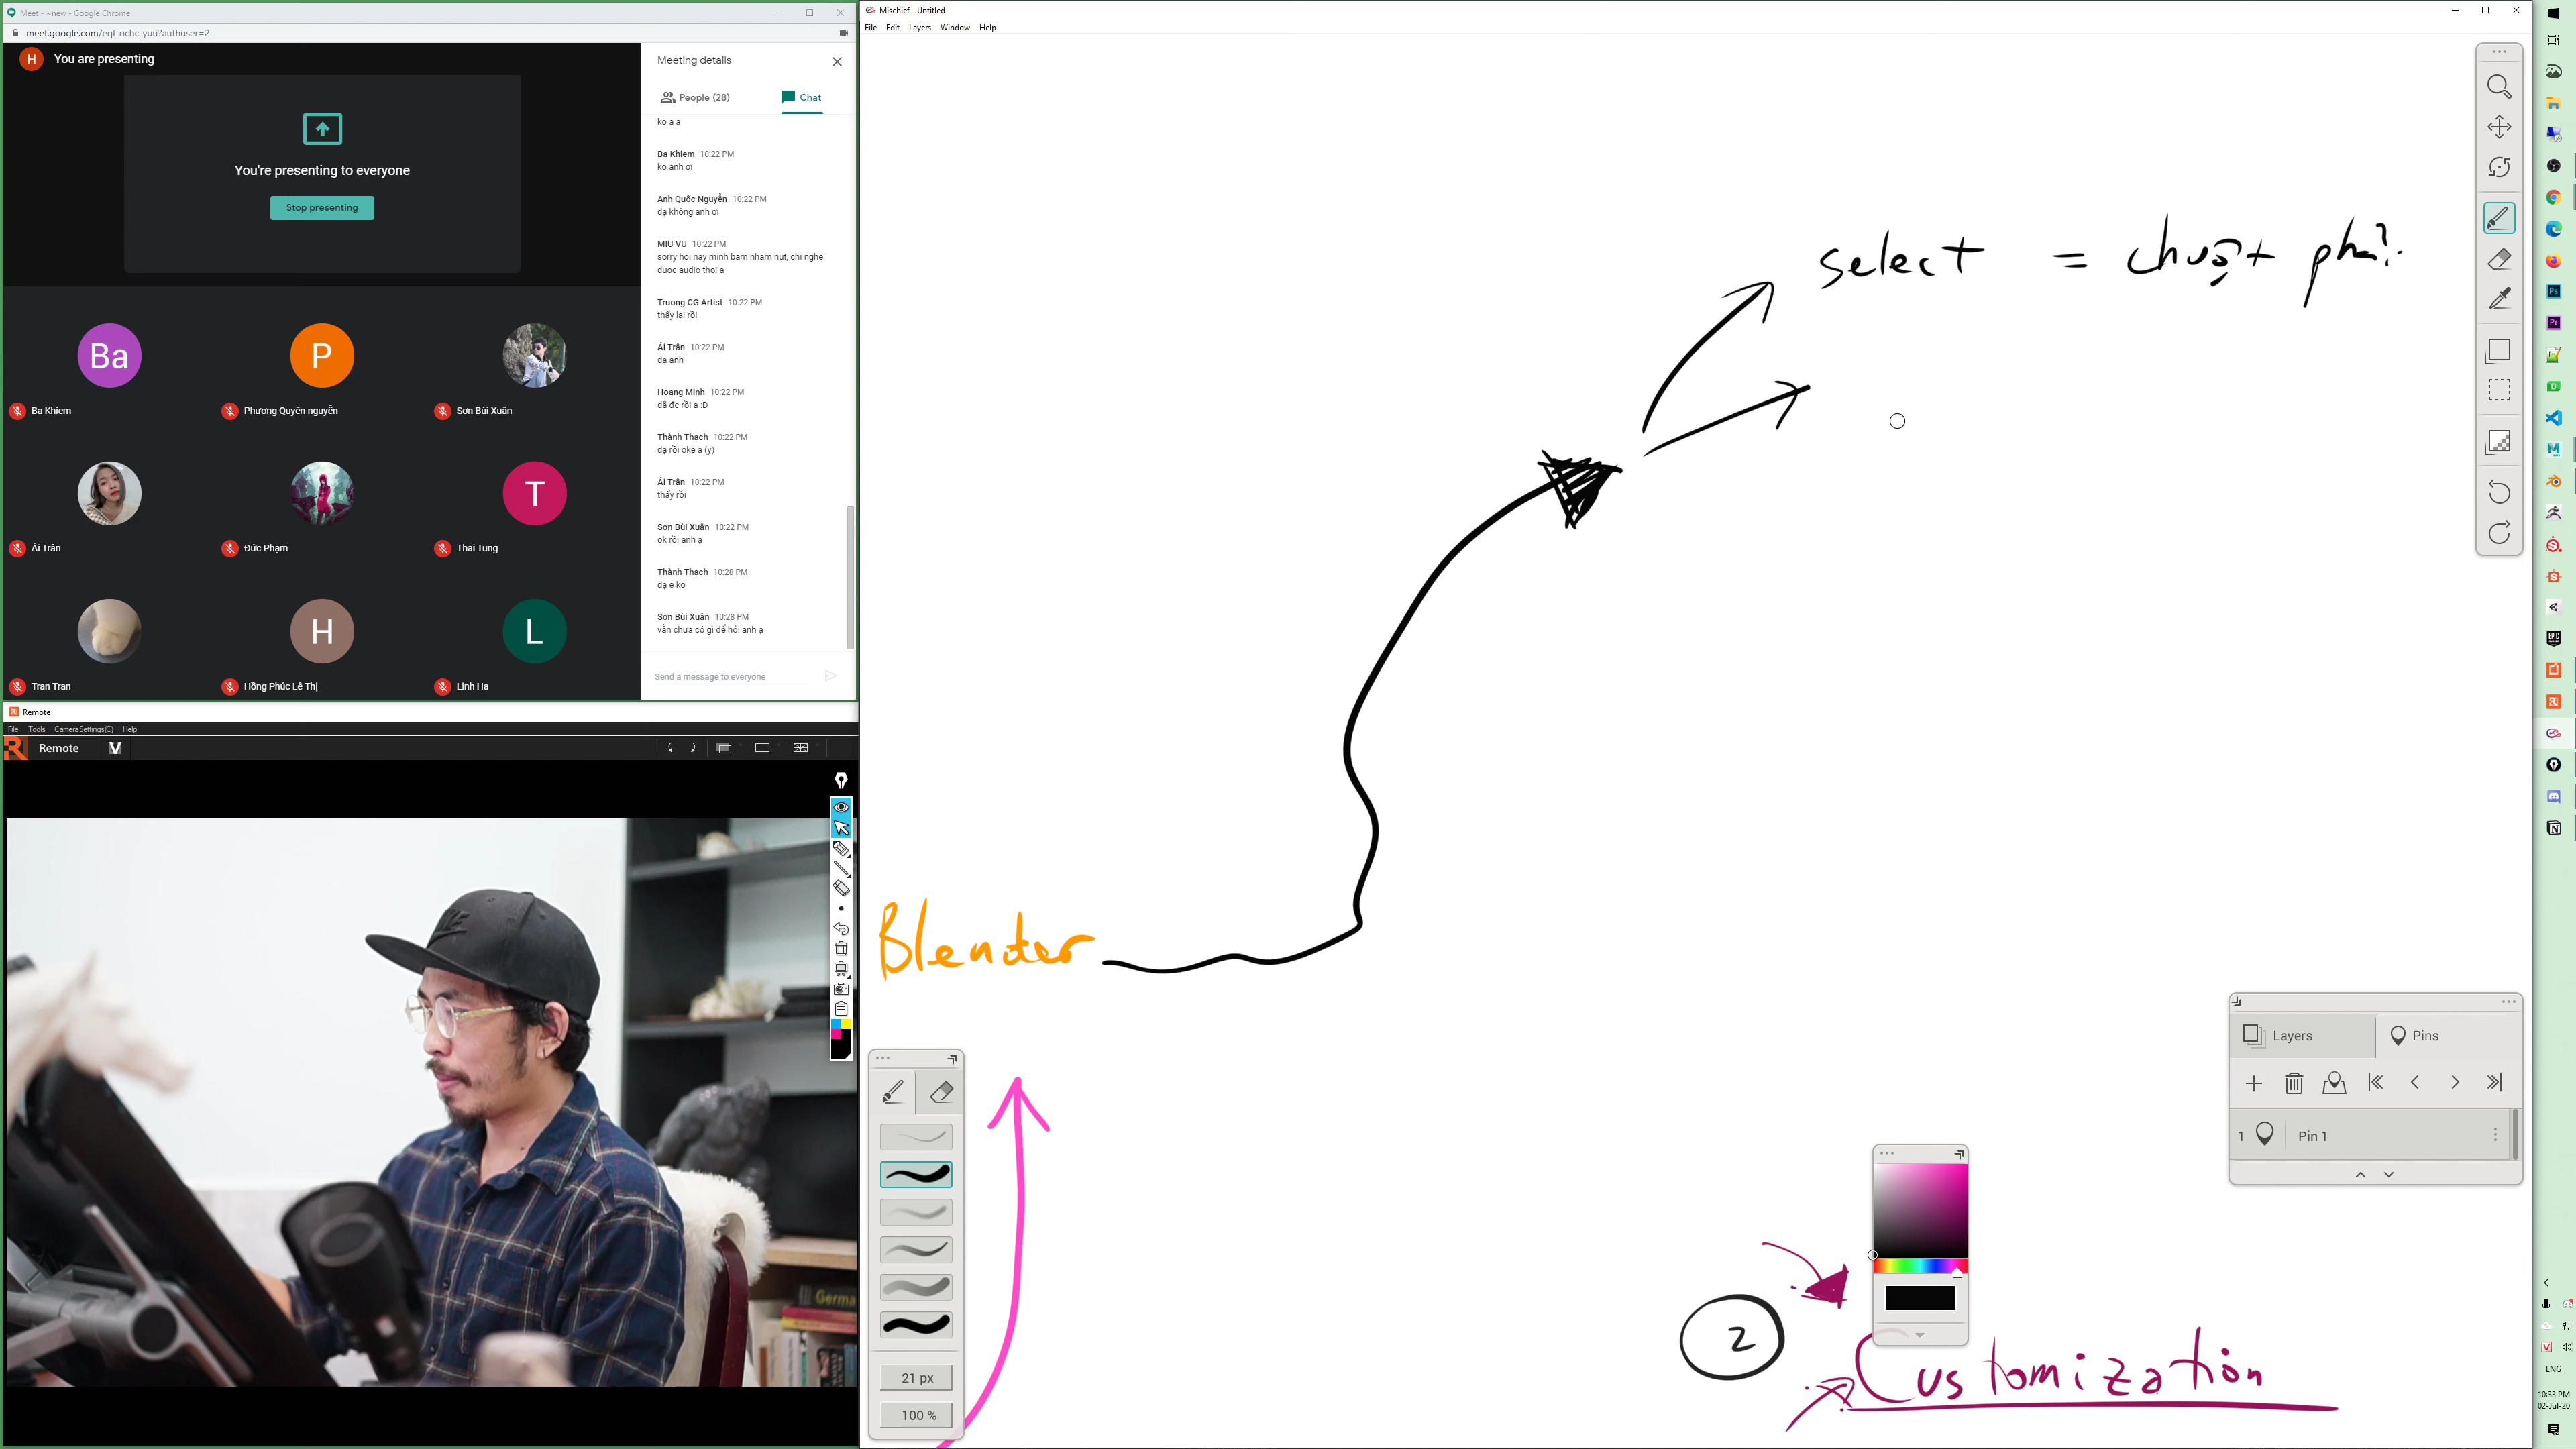 Meet - ~new - Google Chrome
meet.google.com/eqf-ochc-yuu?authuser=2
H You are presenting
You're presenting to everyone
Stop presenting
Ba
P
Ba Khiem
Phương Quyên nguyễn
Sơn Bùi Xuân
T
Ái Trân
Đức Phạm
Thai Tung
H
L
Tran Tran
Hồng Phúc Lê Thị
Linh Ha
Meeting details
People (28)
Chat
ko a a
Ba Khiem 10:22 PM
ko anh ơi
Anh Quốc Nguyễn 10:22 PM
dạ không anh ơi
MIU VU 10:22 PM
sorry hoi nay minh bam nham nut, chi nghe
duoc audio thoi a
Truong CG Artist 10:22 PM
thấy lại rồi
Ái Trân 10:22 PM
dạ anh
Hoang Minh 10:22 PM
dã đc rồi a :D
Thành Thạch 10:22 PM
dạ rồi oke a (y)
Ái Trân 10:22 PM
thấy rồi
Sơn Bùi Xuân 10:22 PM
ok rồi anh ạ
Thành Thạch 10:28 PM
dạ e ko
Sơn Bùi Xuân 10:28 PM
vẫn chưa có gì để hỏi anh ạ
Send a message to everyone
Remote
File Tools CameraSettings(C) Help
Remote
Germa
Mischief - Untitled
File Edit Layers Window Help
select = chuột phải
Blender
2
Customization
21 px
100 %
Layers
Pins
1 Pin 1
Ps
Pr
EPIC
ENG
10:33 PM
02-Jul-20